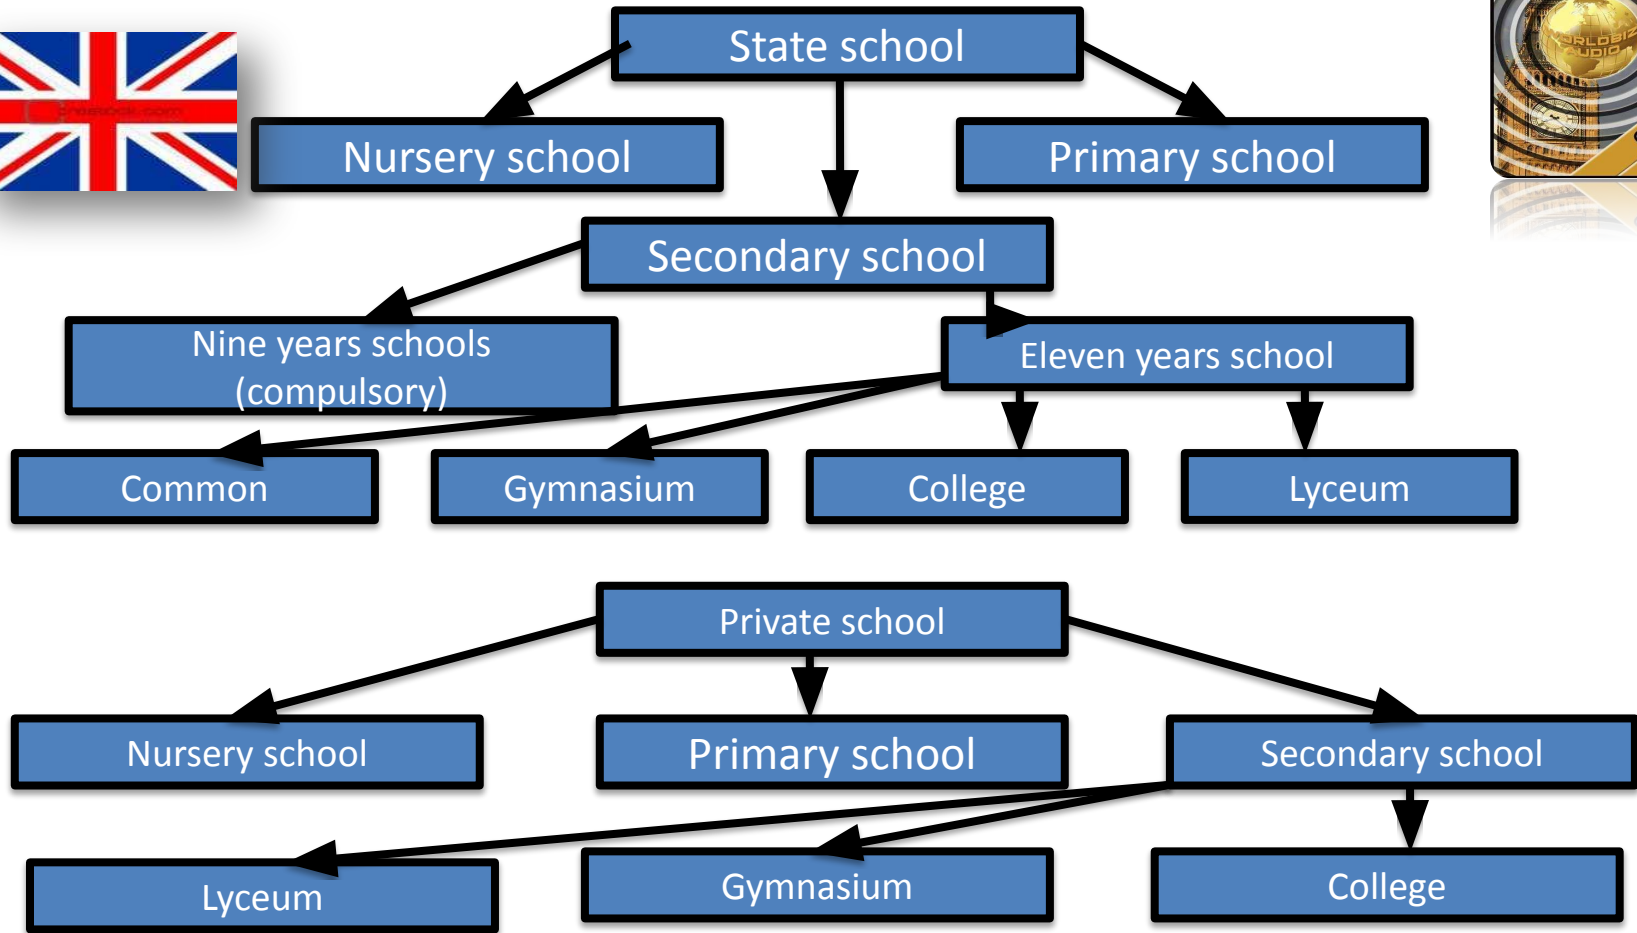 State school
Nursery school
Primary school
Secondary school
Nine years schools
(compulsory)
Eleven years school
Common
Gymnasium
College
Lyceum
Private school
Nursery school
Primary school
Secondary school
Lyceum
Gymnasium
College